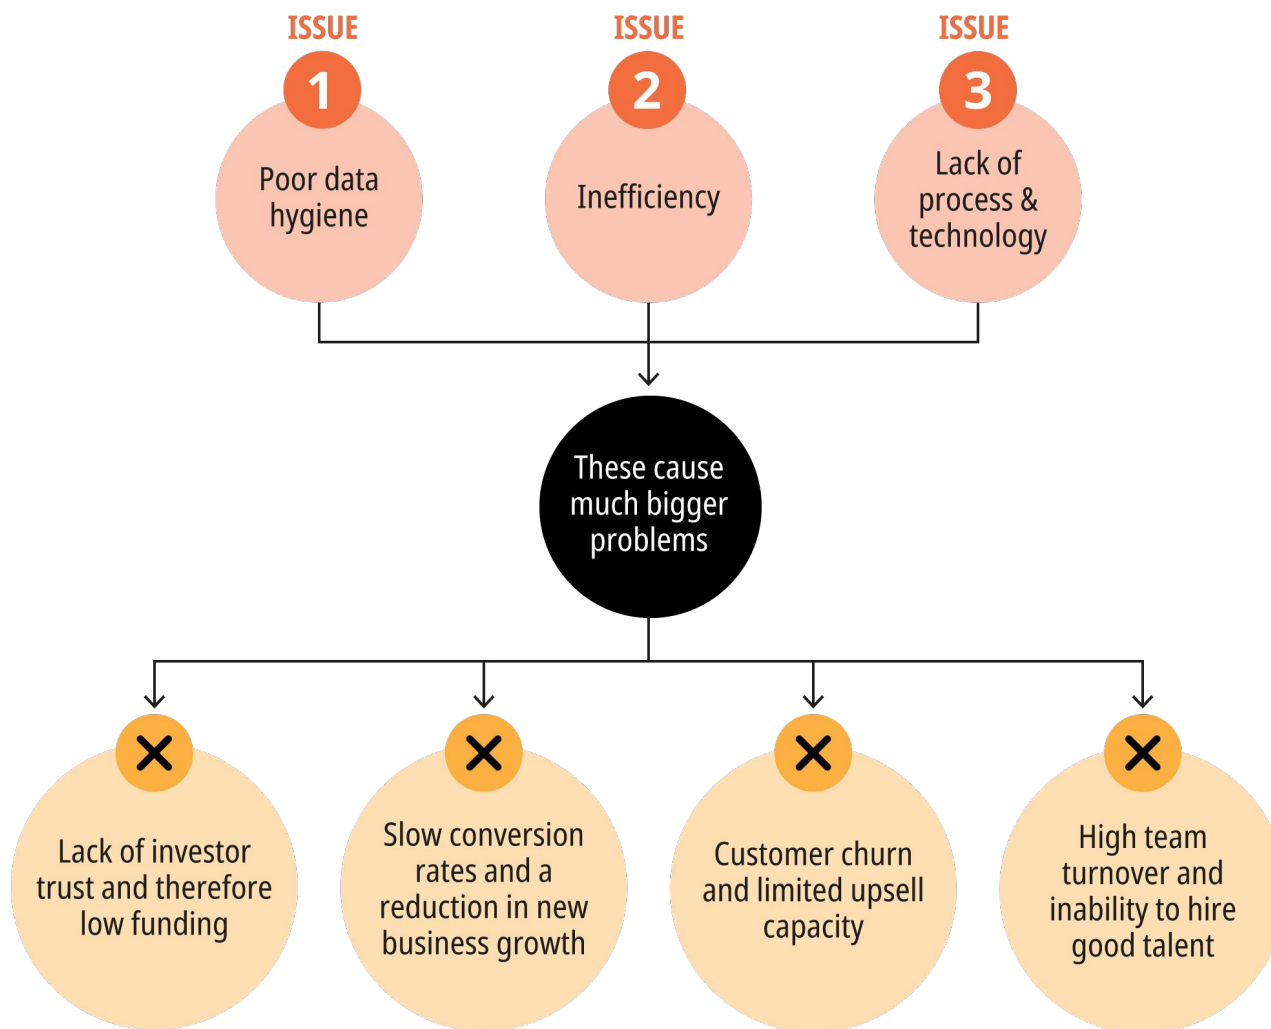 ISSUE
1
Poor data
hygiene
ISSUE
2
Inefficiency
ISSUE
3
Lack of
process &
technology
These cause
much bigger
problems
Lack of investor
trust and therefore
low funding
Slow conversion
rates and a
reduction in new
business growth
Customer churn
and limited upsell
capacity
High team
turnover and
inability to hire
good talent